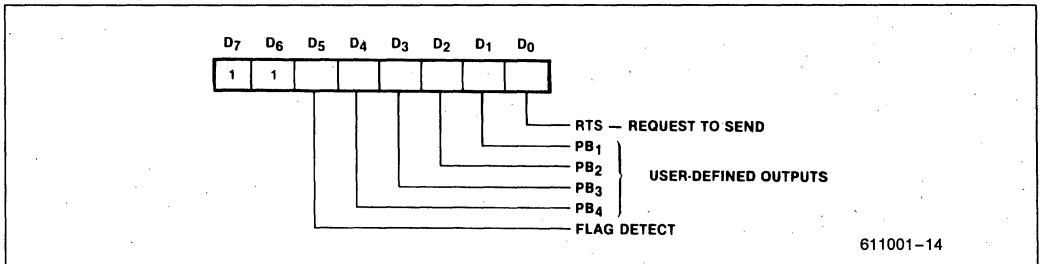 D7 D6 D5 D4 D3 D2 D1 D0
1 1
RTS — REQUEST TO SEND
PB1
PB2
USER-DEFINED OUTPUTS
PB3
PB4
FLAG DETECT
611001-14